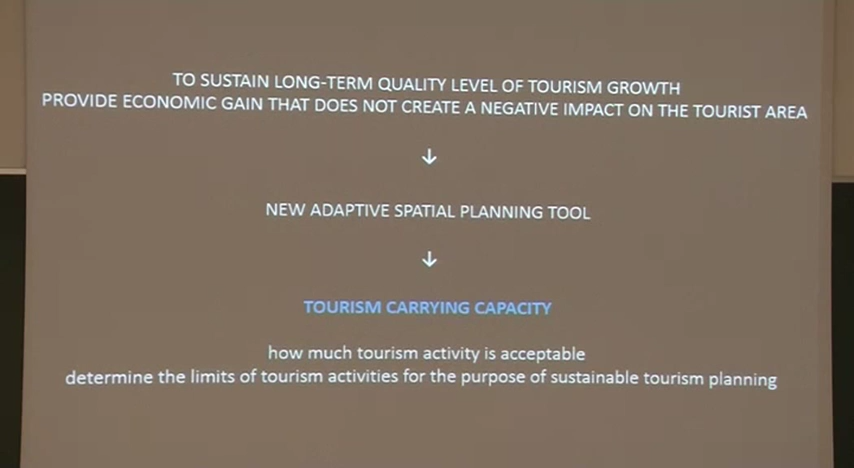 TO SUSTAIN LONG-TERM QUALITY LEVEL OF TOURISM GROWTH
PROVIDE ECONOMIC GAIN THAT DOES NOT CREATE A NEGATIVE IMPACT ON THE TOURIST AREA
↓
NEW ADAPTIVE SPATIAL PLANNING TOOL
↓
TOURISM CARRYING CAPACITY
how much tourism activity is acceptable
determine the limits of tourism activities for the purpose of sustainable tourism planning